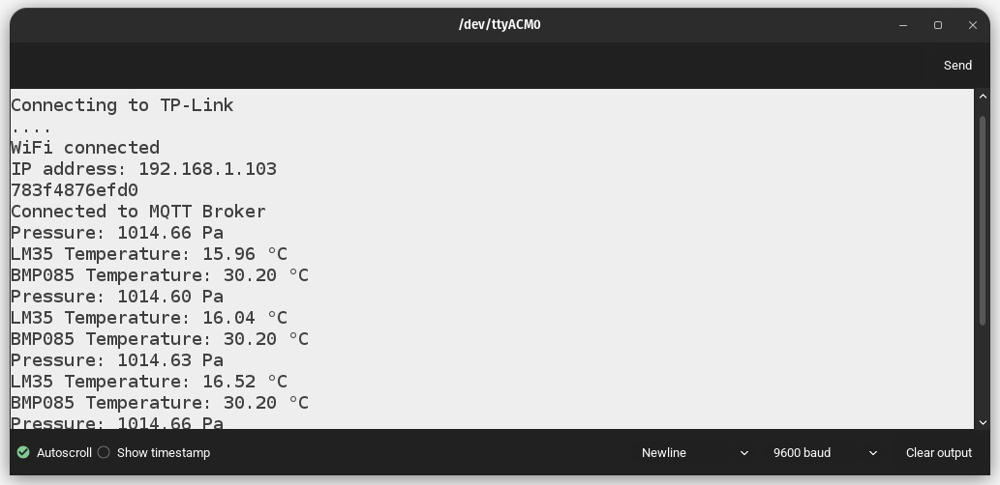 /dev/ttyACM0
Send
Connecting to TP-Link
....
WiFi connected
IP address: 192.168.1.103
783f4876efd0
Connected to MQTT Broker
Pressure: 1014.66 Pa
LM35 Temperature: 15.96 °C
BMP085 Temperature: 30.20 °C
Pressure: 1014.60 Pa
LM35 Temperature: 16.04 °C
BMP085 Temperature: 30.20 °C
Pressure: 1014.63 Pa
LM35 Temperature: 16.52 °C
BMP085 Temperature: 30.20 °C
Pressure: 1014.66 Pa
Autoscroll Show timestamp Newline 9600 baud Clear output